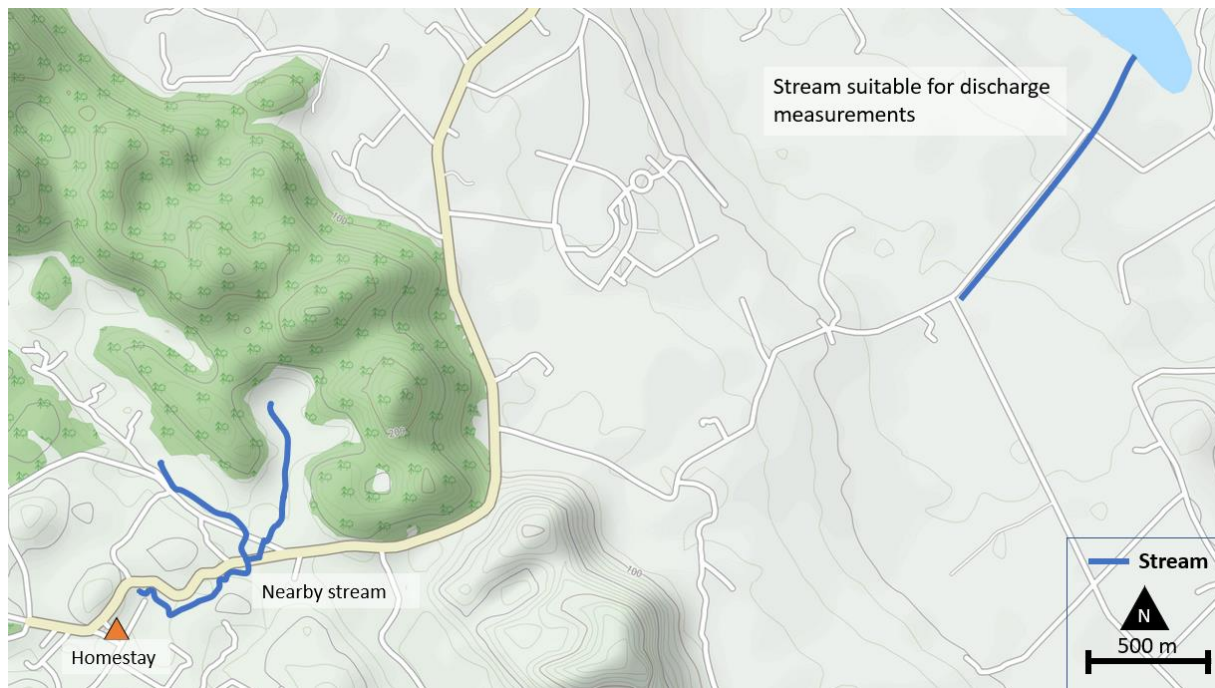 Stream suitable for discharge
measurements
100
200
100
Nearby stream
Homestay
Stream
N
500 m